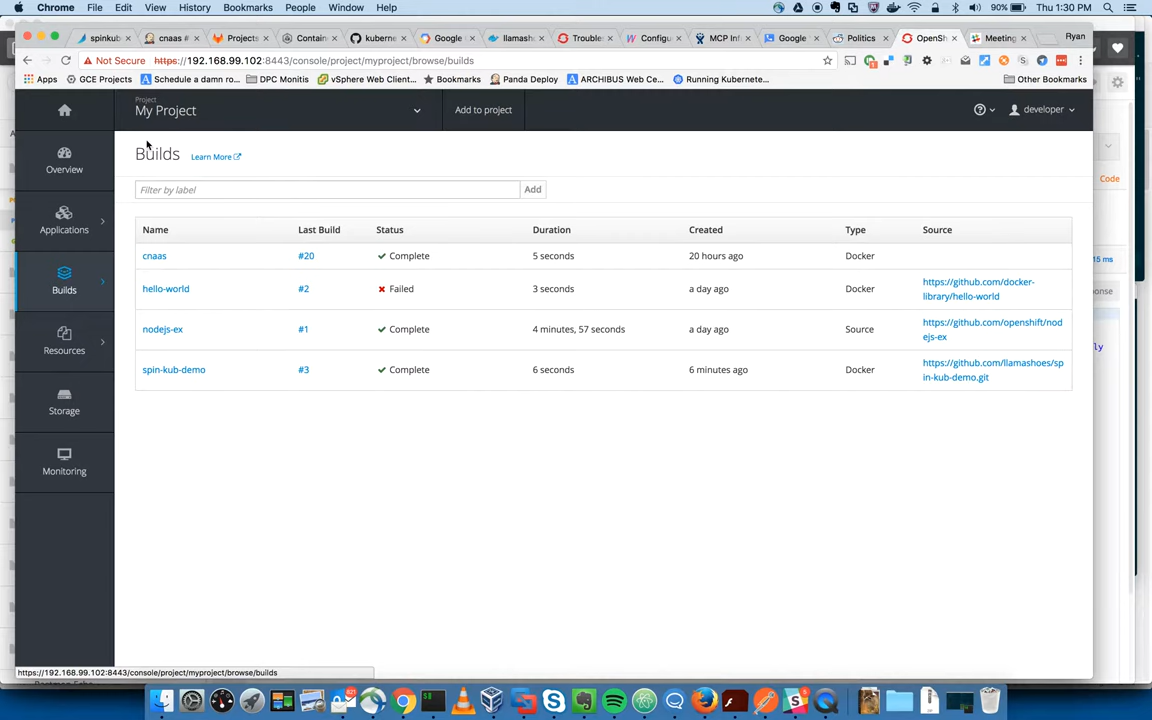 Chrome File Edit View History Bookmarks People Window Help
90% Thu 1:30 PM
spinkub cnaas # Projects Contain kuberne Google llamash Trouble Configu MCP Inf Google Politics OpenSh Meeting Ryan
Not Secure https://192.168.99.102:8443/console/project/myproject/browse/builds
Apps GCE Projects Schedule a damn ro... DPC Monitis vSphere Web Client... Bookmarks Panda Deploy ARCHIBUS Web Ce... Running Kubernete... Other Bookmarks
Project
My Project
Add to project
developer
Overview
Applications
Builds
Resources
Storage
Monitoring
Builds Learn More
Filter by label Add
Name Last Build Status Duration Created Type Source
cnaas #20 Complete 5 seconds 20 hours ago Docker
hello-world #2 Failed 3 seconds a day ago Docker https://github.com/docker-
library/hello-world
nodejs-ex #1 Complete 4 minutes, 57 seconds a day ago Source https://github.com/openshift/nod
ejs-ex
spin-kub-demo #3 Complete 6 seconds 6 minutes ago Docker https://github.com/llamashoes/sp
in-kub-demo.git
Code
15 ms
onse
ly
https://192.168.99.102:8443/console/project/myproject/browse/builds